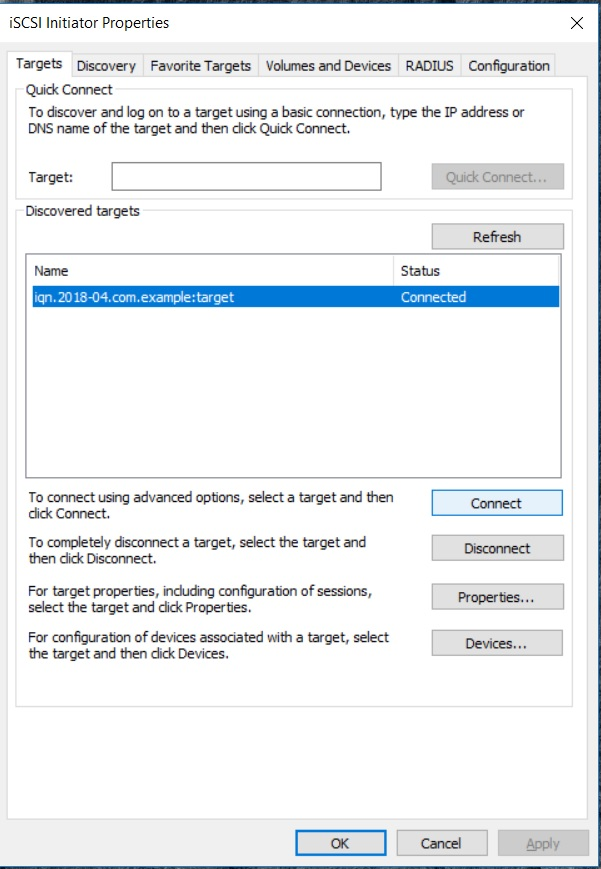 iSCSI Initiator Properties
Targets Discovery Favorite Targets Volumes and Devices RADIUS Configuration
Quick Connect
To discover and log on to a target using a basic connection, type the IP address or
DNS name of the target and then click Quick Connect.
Target: Quick Connect...
Discovered targets
Refresh
Name Status
iqn.2018-04.com.example:target Connected
To connect using advanced options, select a target and then
click Connect.
Connect
To completely disconnect a target, select the target and
then click Disconnect.
Disconnect
For target properties, including configuration of sessions,
select the target and click Properties.
Properties...
For configuration of devices associated with a target, select
the target and then click Devices.
Devices...
OK Cancel Apply